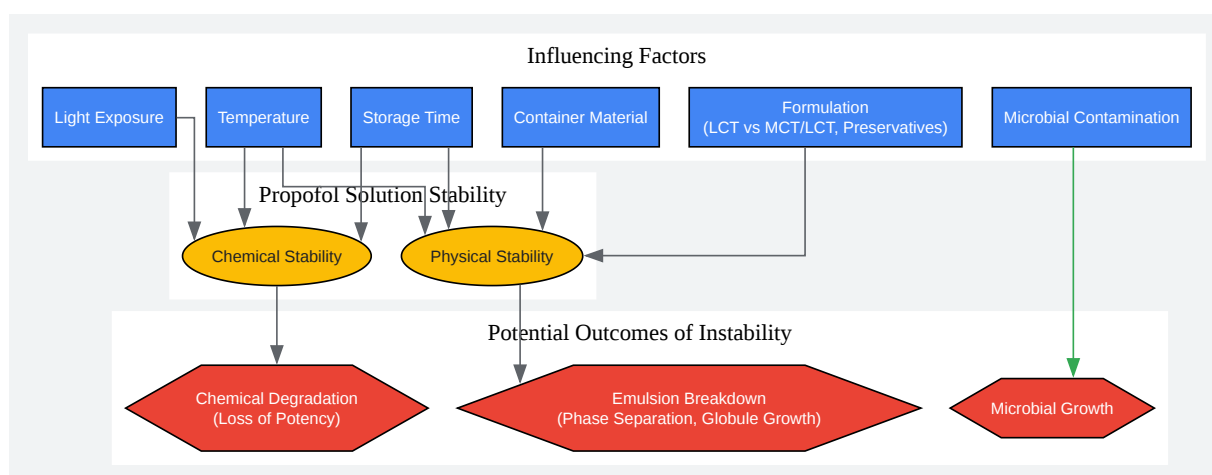 Influencing Factors
Light Exposure
Temperature
Storage Time
Container Material
Formulation
(LCT vs MCT/LCT, Preservatives)
Microbial Contamination
Propofol Solution Stability
Chemical Stability
Physical Stability
Potential Outcomes of Instability
Chemical Degradation
(Loss of Potency)
Emulsion Breakdown
(Phase Separation, Globule Growth)
Microbial Growth